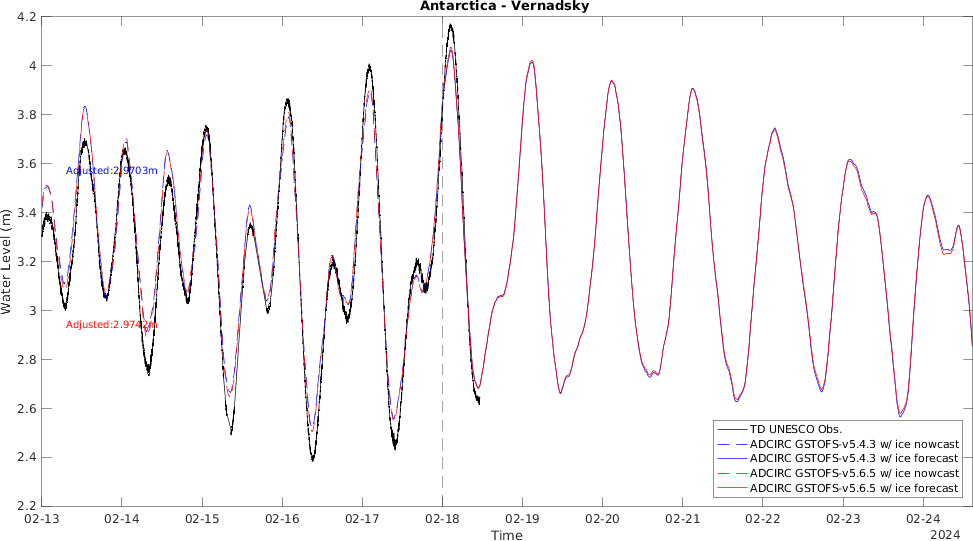 Antarctica - Vernadsky
4.2
4
3.8
3.6
3.4
3.2
3
2.8
2.6
2.4
2.2
Water Level (m)
Adjusted:2.9703m
Adjusted:2.9742m
TD UNESCO Obs.
ADCIRC GSTOFS-v5.4.3 w/ ice nowcast
ADCIRC GSTOFS-v5.4.3 w/ ice forecast
ADCIRC GSTOFS-v5.6.5 w/ ice nowcast
ADCIRC GSTOFS-v5.6.5 w/ ice forecast
02-13 02-14 02-15 02-16 02-17 02-18 02-19 02-20 02-21 02-22 02-23 02-24
Time
2024